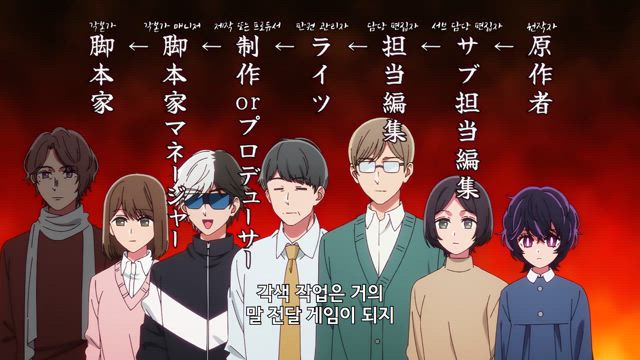 각본가 각본가 매니저 제작 또는 프로듀서 판권 관리자 담당 편집자 서브 담당 편집자 원작자
脚本家 ← 脚本家マネージャー ← 制作orプロデューサー ← ライツ ← 担当編集 ← サブ担当編集 ← 原作者
각색 작업은 거의
말 전달 게임이 되지